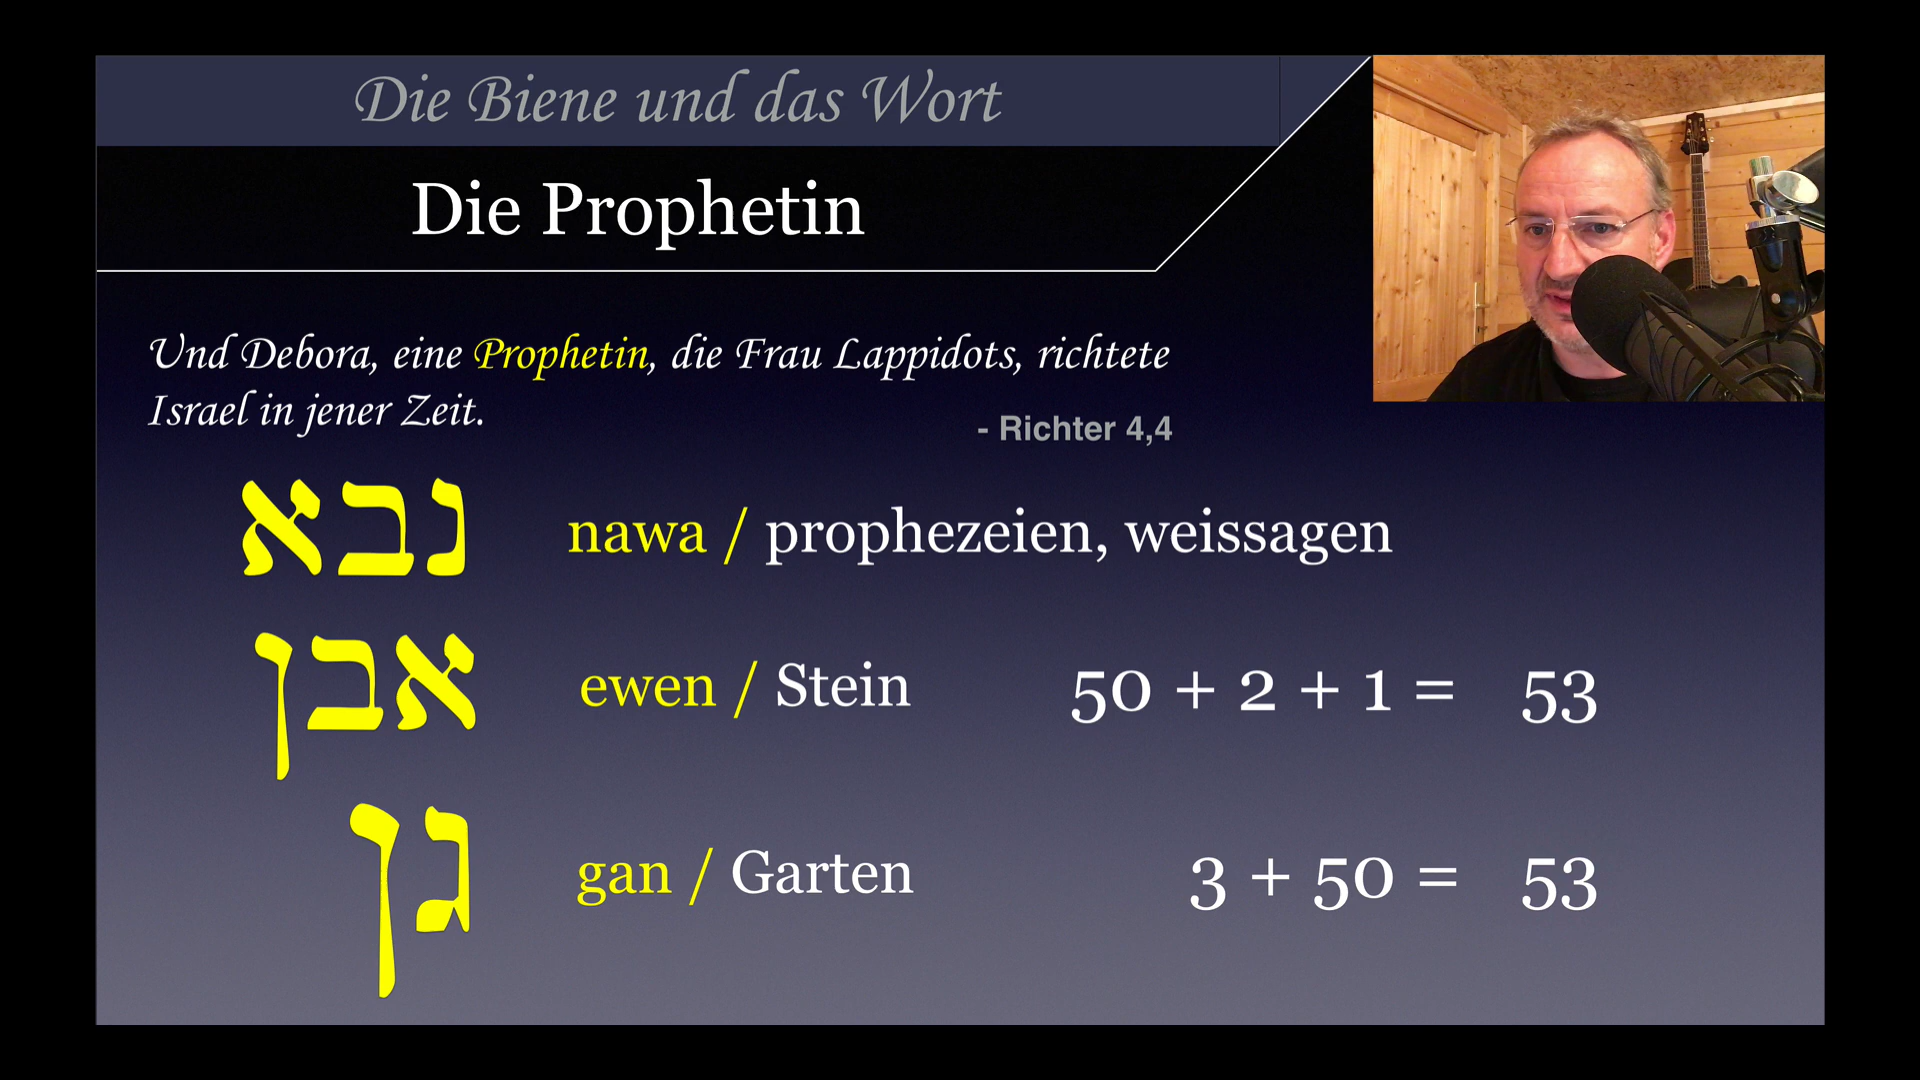 Die Biene und das Wort
Die Prophetin
Und Debora, eine Prophetin, die Frau Lappidots, richtete
Israel in jener Zeit.
- Richter 4,4
נבא nawa / prophezeien, weissagen
אבן ewen / Stein 50 + 2 + 1 = 53
גן gan / Garten 3 + 50 = 53